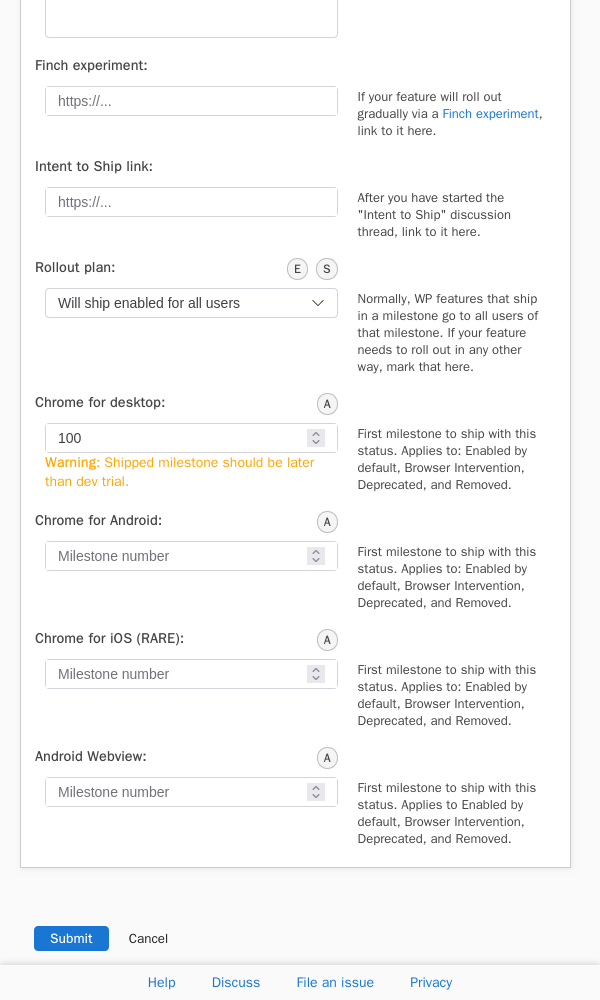 Finch experiment:
https://...
If your feature will roll out
gradually via a Finch experiment,
link to it here.
Intent to Ship link:
https://...
After you have started the
"Intent to Ship" discussion
thread, link to it here.
Rollout plan:
E
S
Will ship enabled for all users
Normally, WP features that ship
in a milestone go to all users of
that milestone. If your feature
needs to roll out in any other
way, mark that here.
Chrome for desktop:
A
100
Warning: Shipped milestone should be later
than dev trial.
First milestone to ship with this
status. Applies to: Enabled by
default, Browser Intervention,
Deprecated, and Removed.
Chrome for Android:
A
Milestone number
First milestone to ship with this
status. Applies to: Enabled by
default, Browser Intervention,
Deprecated, and Removed.
Chrome for iOS (RARE):
A
Milestone number
First milestone to ship with this
status. Applies to: Enabled by
default, Browser Intervention,
Deprecated, and Removed.
Android Webview:
A
Milestone number
First milestone to ship with this
status. Applies to Enabled by
default, Browser Intervention,
Deprecated, and Removed.
Submit
Cancel
Help
Discuss
File an issue
Privacy